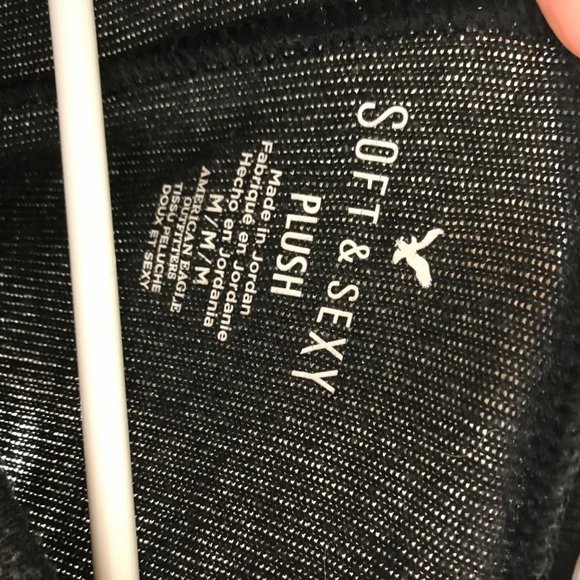 SOFT & SEXY
PLUSH
Made in Jordan
Fabriqué en Jordanie
Hecho en Jordania
M/M/M
AMERICAN EAGLE
OUTFITTERS
TISSU PELUCHE
DOUX ET SEXY